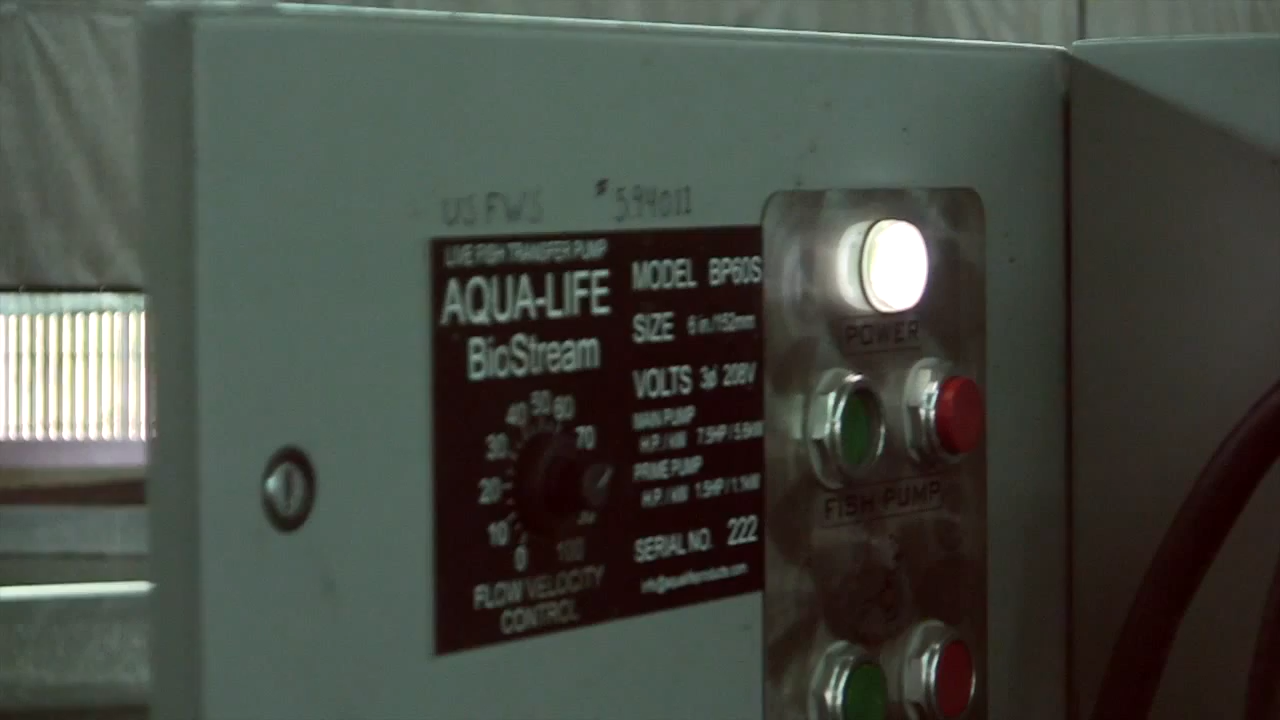 US FWS #594011
LIVE FISH TRANSFER PUMP
AQUA-LIFE
BioStream
40 50 60
30 70
20
10
0 100
FLOW VELOCITY
CONTROL
MODEL BP60S
SIZE 6 in./152mm
VOLTS 3ø 208V
MAIN PUMP
H.P./kW 7.5HP/5.5kW
PRIME PUMP
H.P./kW 1.5HP/1.1kW
SERIAL NO. 222
POWER
FISH PUMP